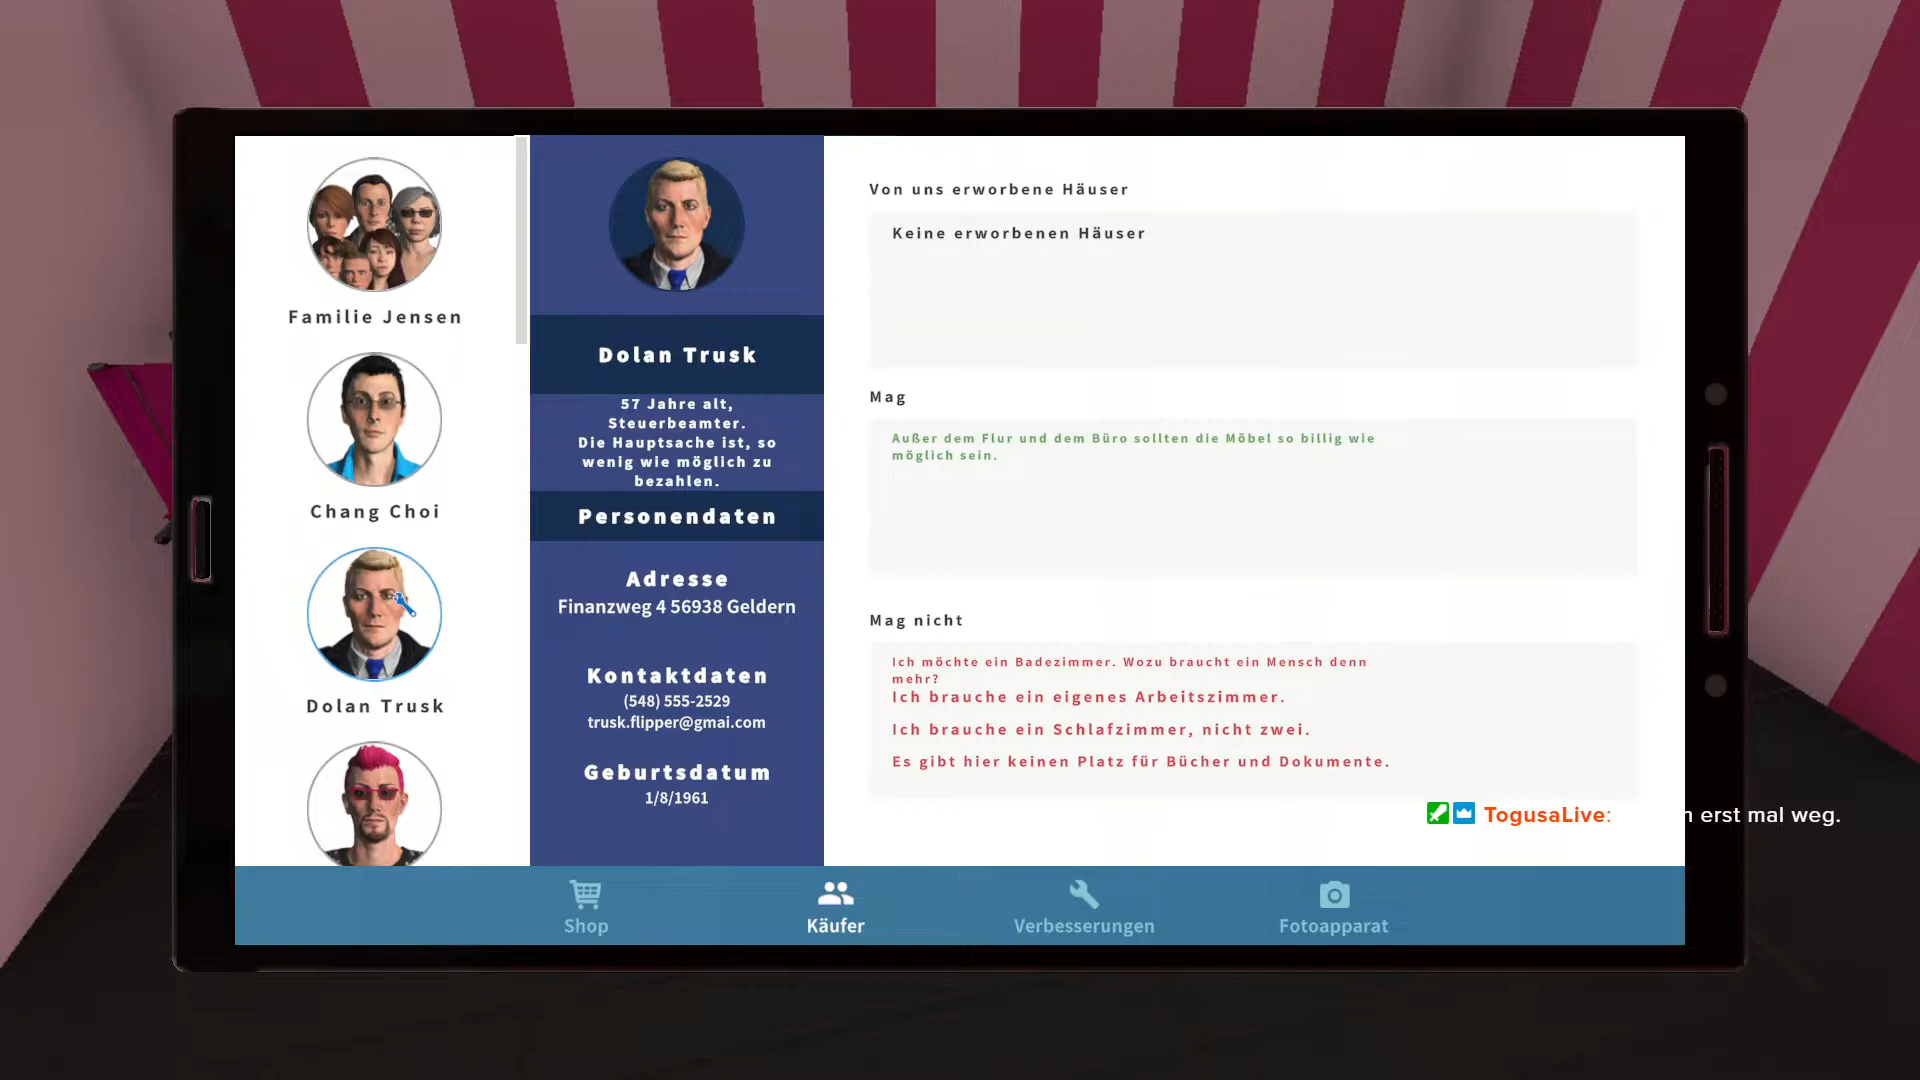 Familie Jensen
Chang Choi
Dolan Trusk
Dolan Trusk
57 Jahre alt,
Steuerbeamter.
Die Hauptsache ist, so
wenig wie möglich zu
bezahlen.
Personendaten
Adresse
Finanzweg 4 56938 Geldern
Kontaktdaten
(548) 555-2529
trusk.flipper@gmai.com
Geburtsdatum
1/8/1961
Von uns erworbene Häuser
Keine erworbenen Häuser
Mag
Außer dem Flur und dem Büro sollten die Möbel so billig wie
möglich sein.
Mag nicht
Ich möchte ein Badezimmer. Wozu braucht ein Mensch denn
mehr?
Ich brauche ein eigenes Arbeitszimmer.
Ich brauche ein Schlafzimmer, nicht zwei.
Es gibt hier keinen Platz für Bücher und Dokumente.
TogusaLive: erst mal weg.
Shop
Käufer
Verbesserungen
Fotoapparat